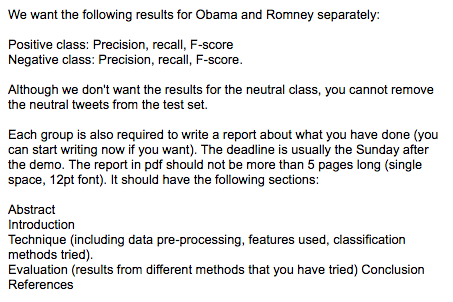 We want the following results for Obama and Romney separately:
Positive class: Precision, recall, F-score
Negative class: Precision, recall, F-score.
Although we don't want the results for the neutral class, you cannot remove
the neutral tweets from the test set.
Each group is also required to write a report about what you have done (you
can start writing now if you want). The deadline is usually the Sunday after
the demo. The report in pdf should not be more than 5 pages long (single
space, 12pt font). It should have the following sections:
Abstract
Introduction
Technique (including data pre-processing, features used, classification
methods tried).
Evaluation (results from different methods that you have tried) Conclusion
References